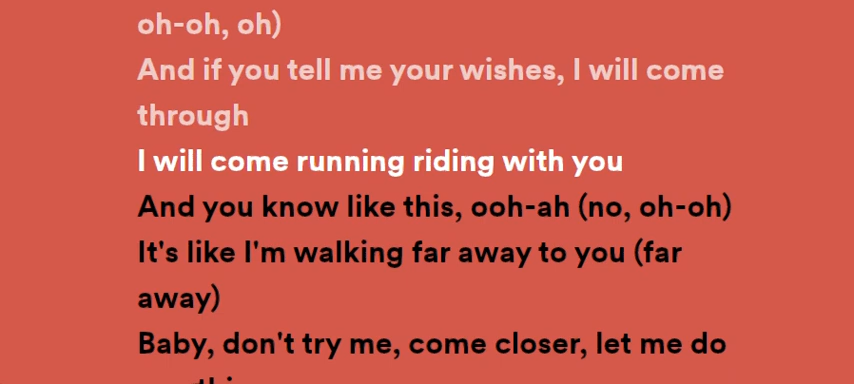 oh-oh, oh)
And if you tell me your wishes, I will come
through
I will come running riding with you
And you know like this, ooh-ah (no, oh-oh)
It's like I'm walking far away to you (far
away)
Baby, don't try me, come closer, let me do